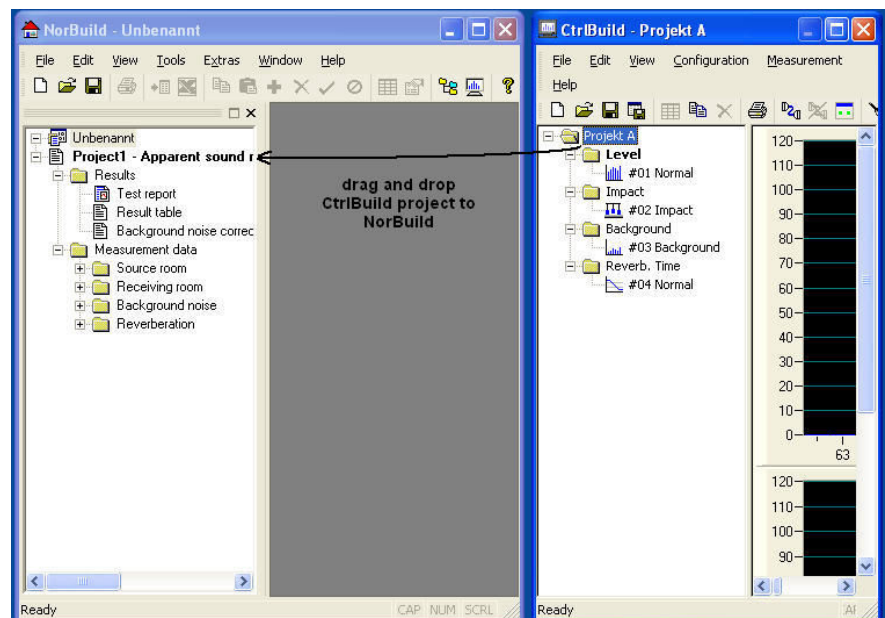 NorBuild - Unbenannt
File Edit View Tools Extras Window Help
Unbenannt
Project1 - Apparent sound r
Results
Test report
Result table
Background noise correc
Measurement data
Source room
Receiving room
Background noise
Reverberation
drag and drop
CtrlBuild project to
NorBuild
Ready
CAP NUM SCRL
CtrlBuild - Projekt A
File Edit View Configuration Measurement
Help
Projekt A
Level
#01 Normal
Impact
#02 Impact
Background
#03 Background
Reverb. Time
#04 Normal
120
110
100
90
80
70
60
50
40
30
20
10
0
63
120
110
100
90
Ready